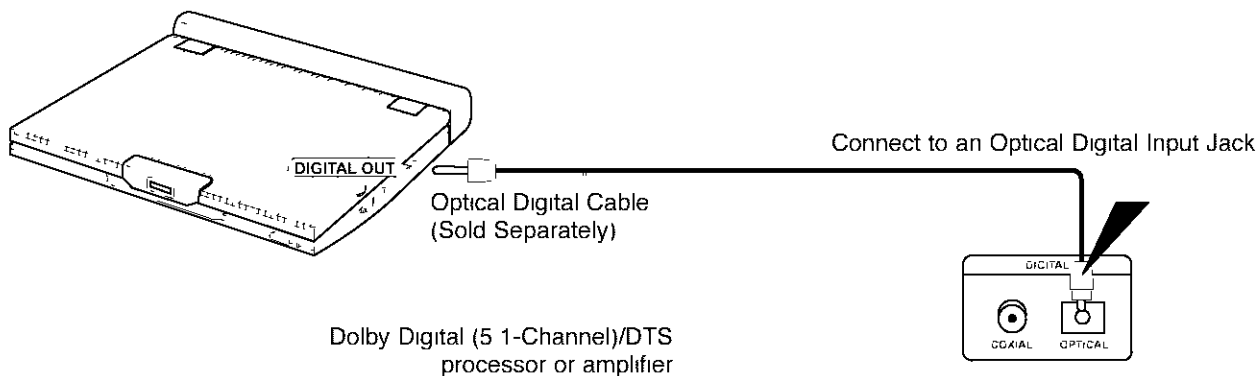 Connect to an Optical Digital Input Jack
DIGITAL OUT
Optical Digital Cable
(Sold Separately)
DIGITAL
COAXIAL OPTICAL
Dolby Digital (5 1-Channel)/DTS
processor or amplifier